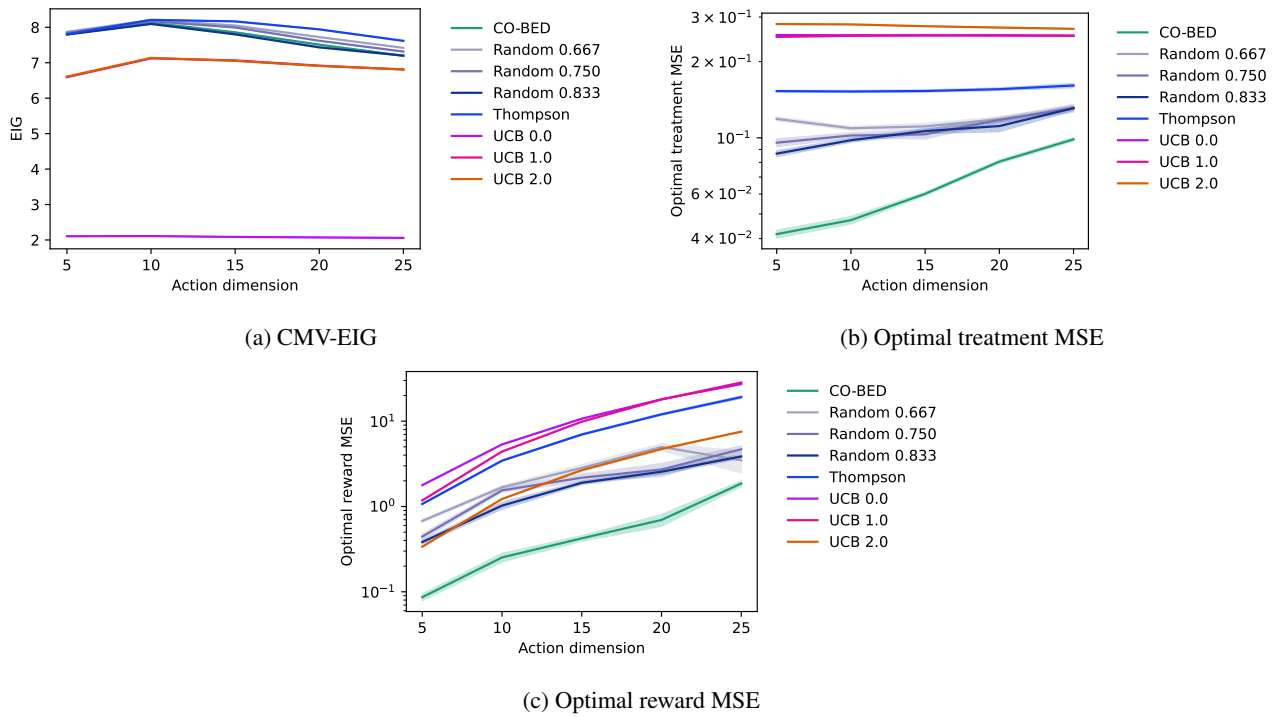 8
7
6
5
4
3
2
EIG
5
10
15
20
25
Action dimension
CO-BED
Random 0.667
Random 0.750
Random 0.833
Thompson
UCB 0.0
UCB 1.0
UCB 2.0
(a) CMV-EIG
3 × 10⁻¹
2 × 10⁻¹
10⁻¹
6 × 10⁻²
4 × 10⁻²
Optimal treatment MSE
5
10
15
20
25
Action dimension
CO-BED
Random 0.667
Random 0.750
Random 0.833
Thompson
UCB 0.0
UCB 1.0
UCB 2.0
(b) Optimal treatment MSE
10¹
10⁰
10⁻¹
Optimal reward MSE
5
10
15
20
25
Action dimension
CO-BED
Random 0.667
Random 0.750
Random 0.833
Thompson
UCB 0.0
UCB 1.0
UCB 2.0
(c) Optimal reward MSE